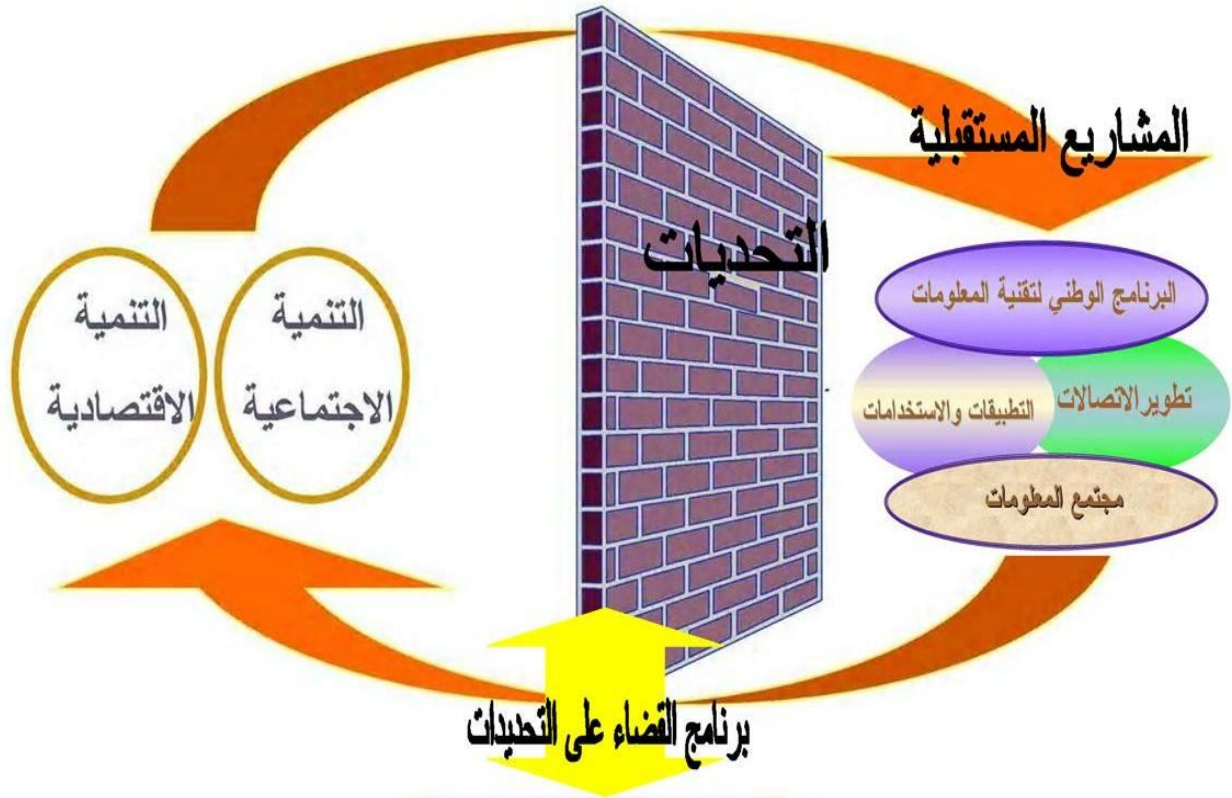 المشاريع المستقبلية
التحديات
البرنامج الوطني لتقنية المعلومات
تطوير الاتصالات
التطبيقات والاستخدامات
مجتمع المعلومات
التنمية
الاجتماعية
التنمية
الاقتصادية
برنامج القضاء على التحديدات